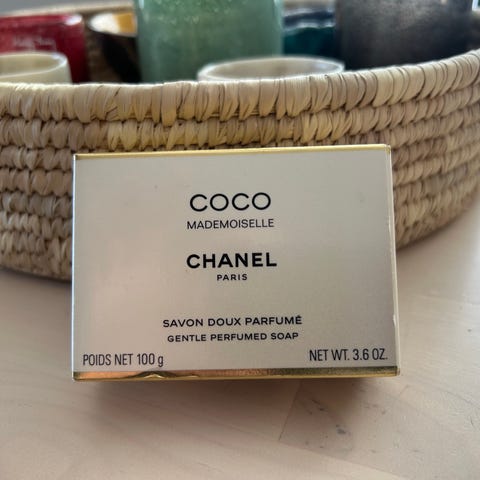 COCO
MADEMOISELLE
CHANEL
PARIS
SAVON DOUX PARFUMÉ
GENTLE PERFUMED SOAP
POIDS NET 100 g
NET WT. 3.6 OZ.